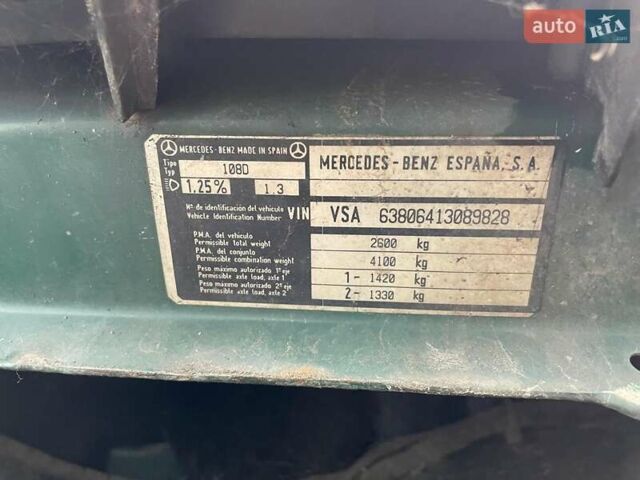 auto RIA.com
MERCEDES-BENZ MADE IN SPAIN
MERCEDES-BENZ ESPAÑA, S.A.
Tipo
Typ
108D
1.25% 1.3
Nº de identificación del vehículo
Vehicle Identification Number
VIN VSA 63806413089828
P.M.A. del vehículo
Permissible total weight
2600 kg
P.M.A. del conjunto
Permissible combination weight
4100 kg
Peso máximo autorizado 1º eje
Permissible axle load, axle 1
1- 1420 kg
Peso máximo autorizado 2º eje
Permissible axle load, axle 2
2- 1330 kg